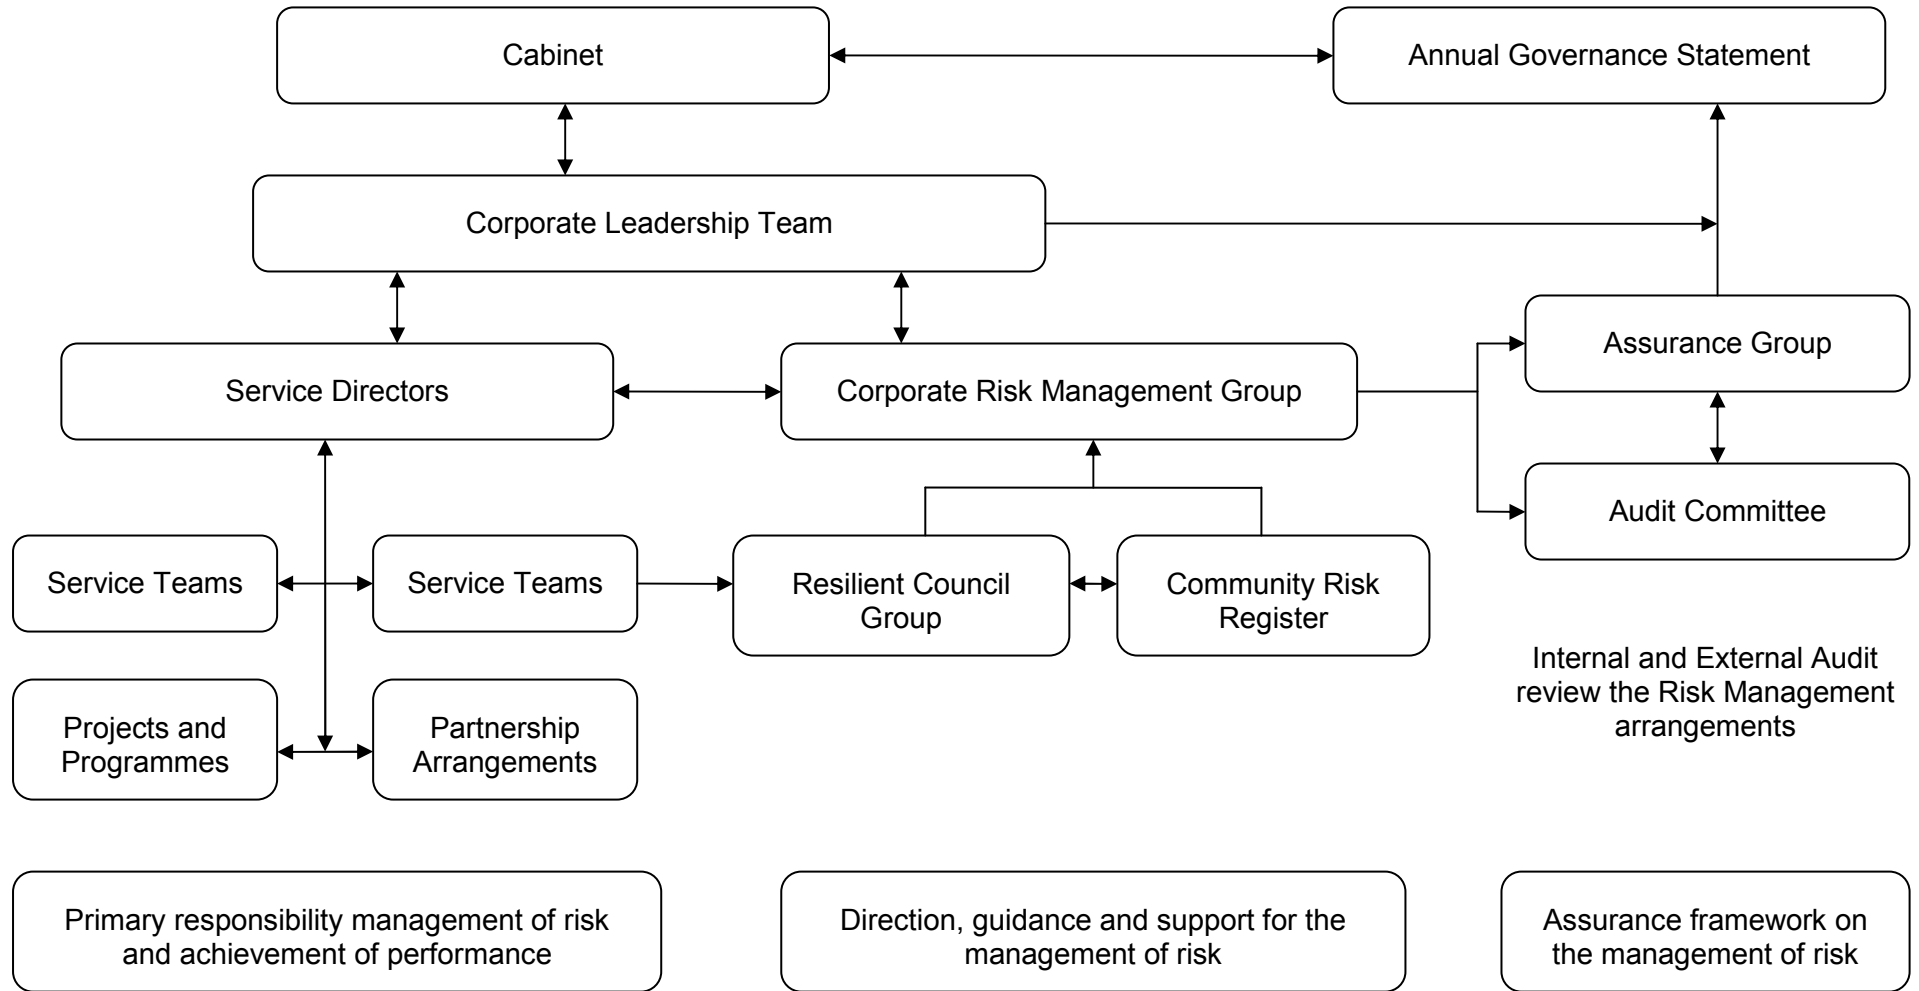 Cabinet
Annual Governance Statement
Corporate Leadership Team
Assurance Group
Service Directors
Corporate Risk Management Group
Audit Committee
Service Teams
Service Teams
Resilient Council
Group
Community Risk
Register
Internal and External Audit
review the Risk Management
arrangements
Projects and
Programmes
Partnership
Arrangements
Primary responsibility management of risk
and achievement of performance
Direction, guidance and support for the
management of risk
Assurance framework on
the management of risk